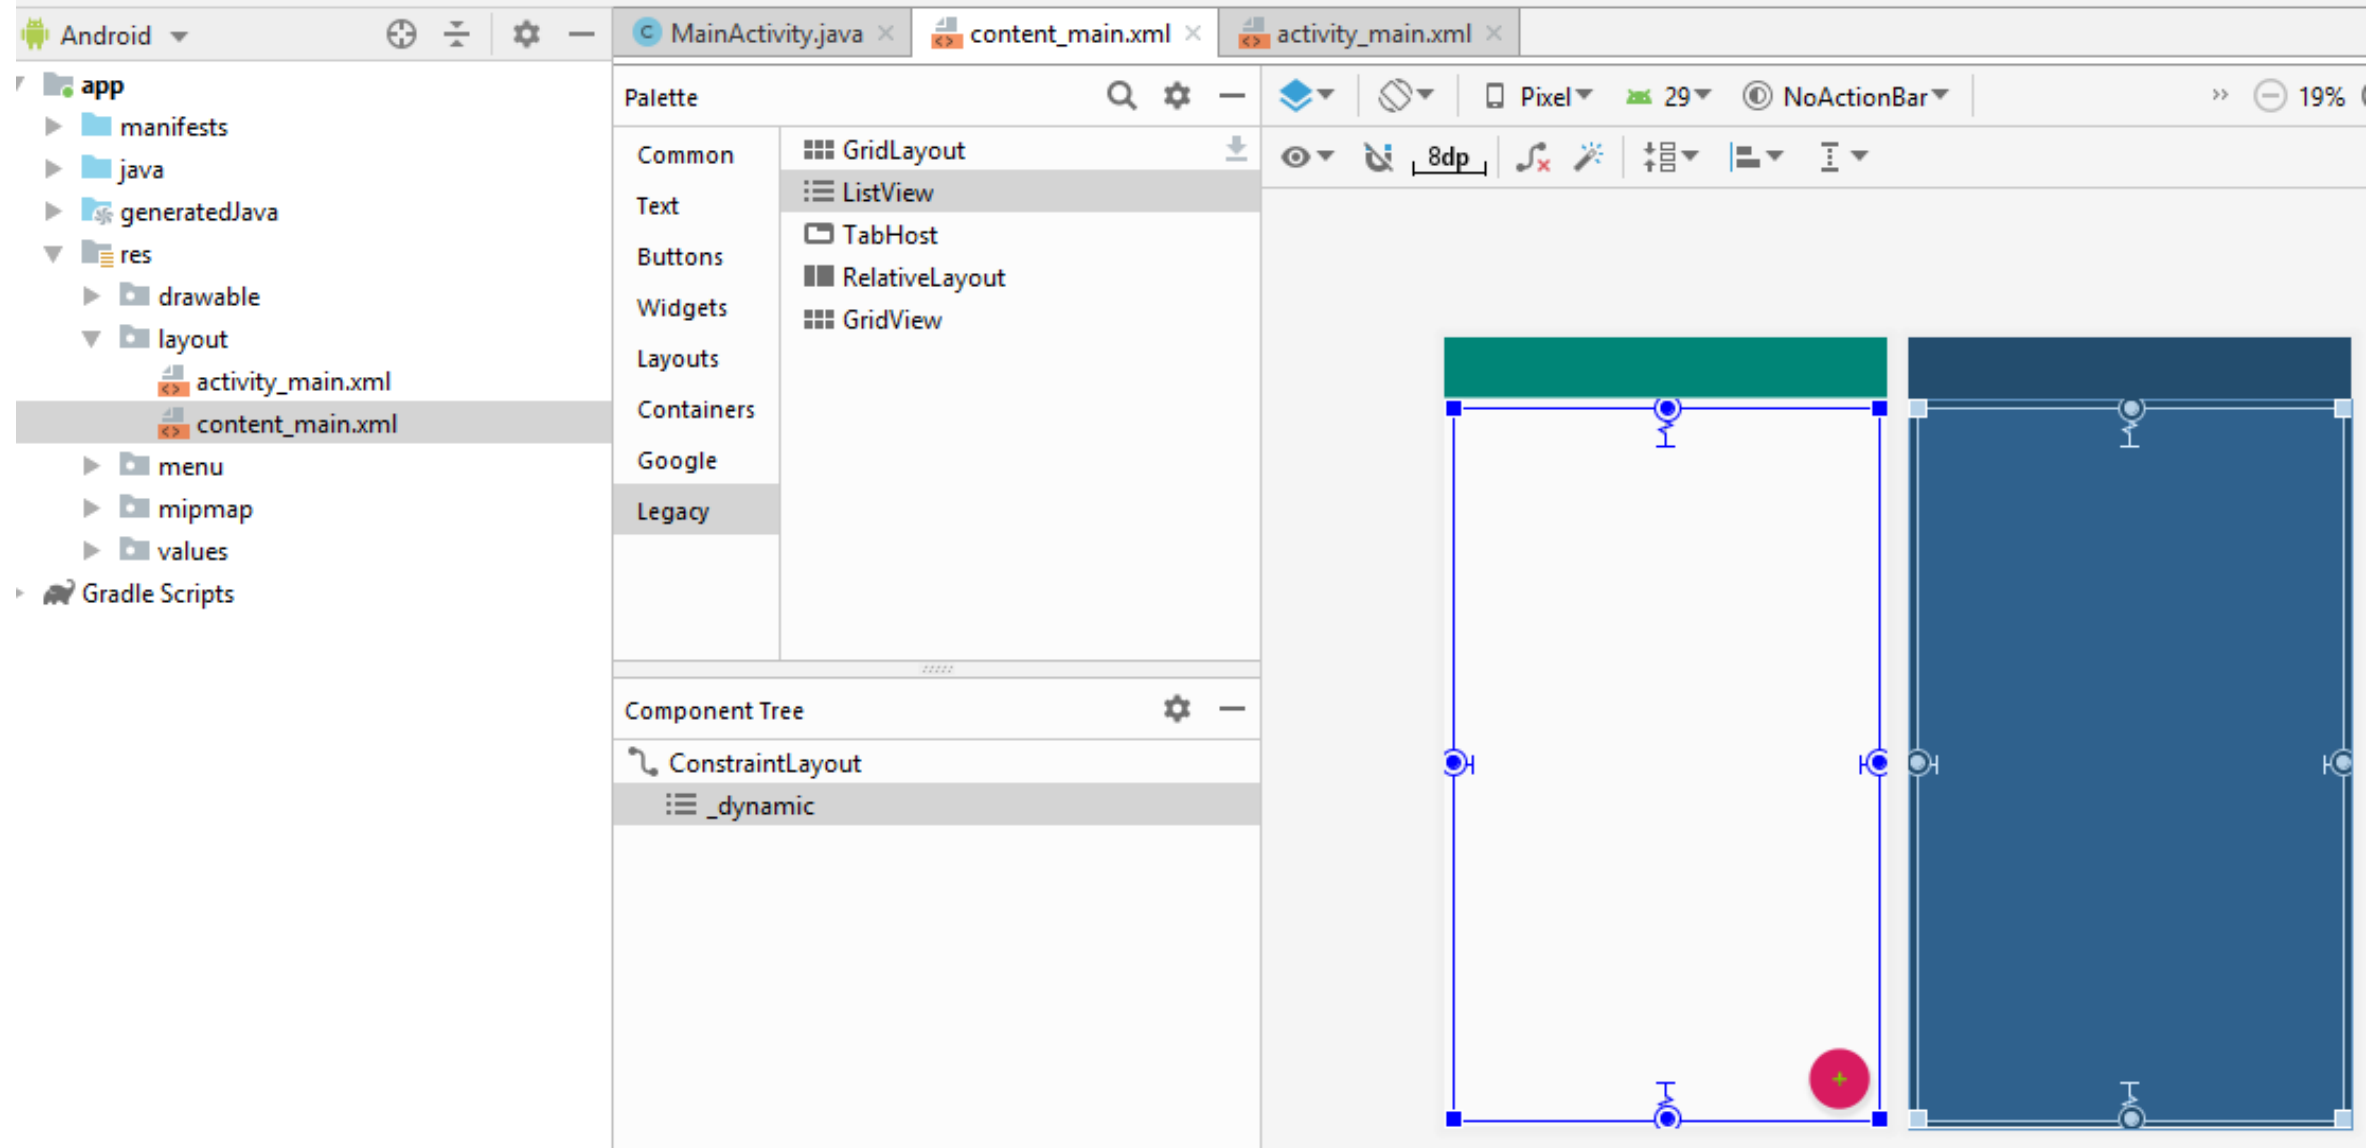 Android
app
manifests
java
generatedJava
res
drawable
layout
activity_main.xml
content_main.xml
menu
mipmap
values
Gradle Scripts
MainActivity.java
content_main.xml
activity_main.xml
Palette
Common
Text
Buttons
Widgets
Layouts
Containers
Google
Legacy
GridLayout
ListView
TabHost
RelativeLayout
GridView
Component Tree
ConstraintLayout
_dynamic
Pixel 29 NoActionBar 19%
8dp